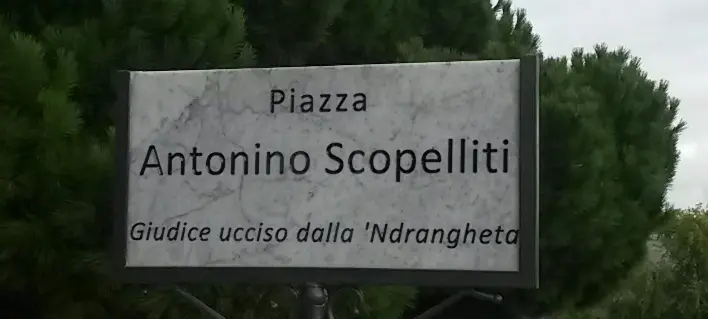 Piazza
Antonino Scopelliti
Giudice ucciso dalla 'Ndrangheta